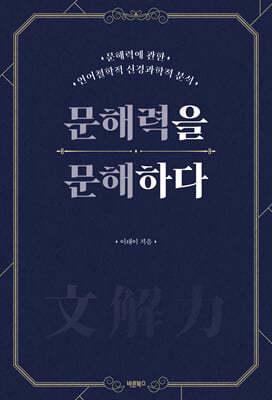 문해력에 관한
언어철학적 신경과학적 분석
문해력을
문해하다
이태이 지음
文解力
바른북스